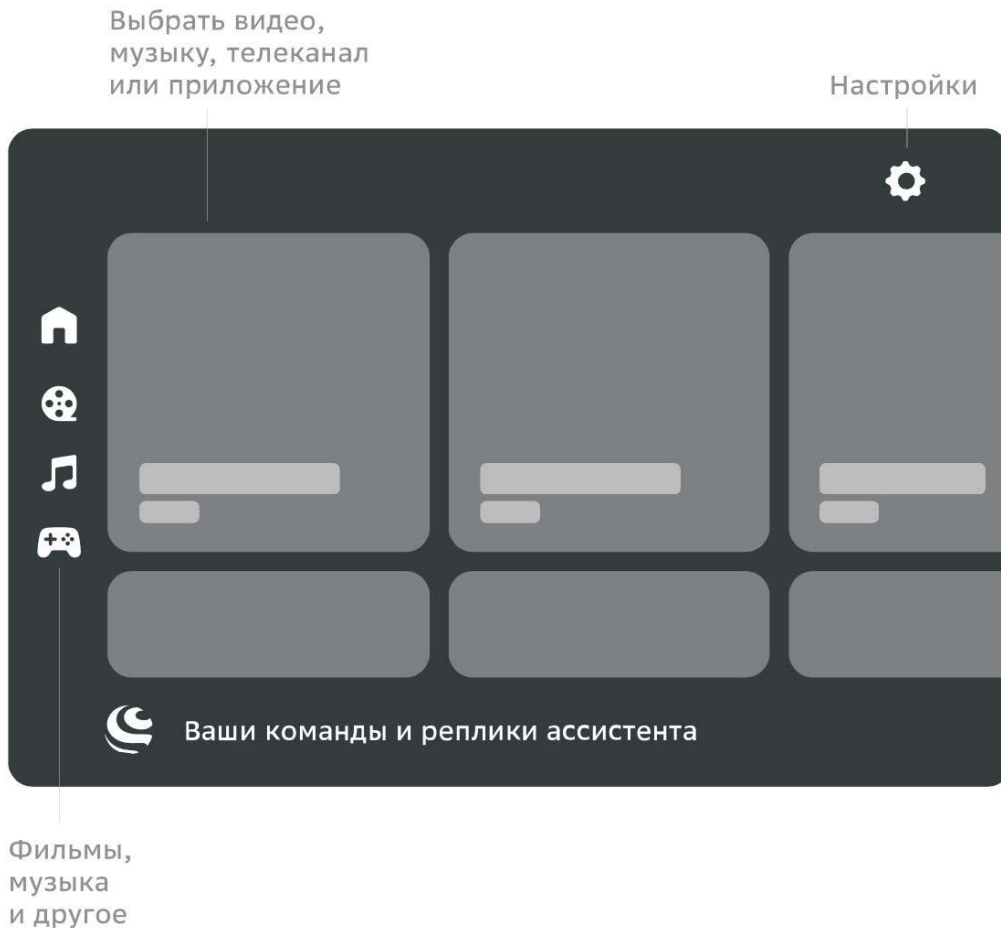 Выбрать видео,
музыку, телеканал
или приложение
Настройки
Ваши команды и реплики ассистента
Фильмы,
музыка
и другое